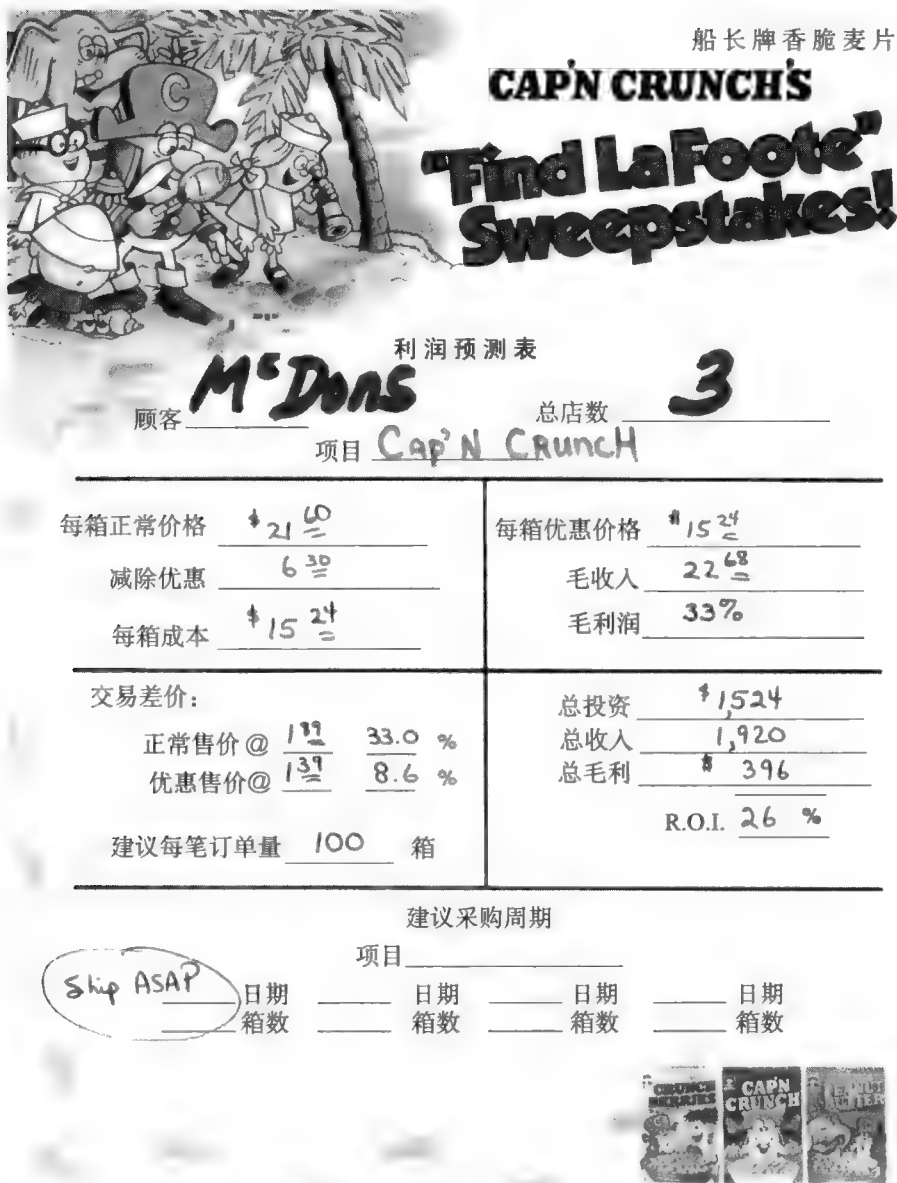 船长牌香脆麦片
CAP'N CRUNCH'S
"Find LaFoote"
Sweepstakes!
利润预测表
顾客 McDons 总店数 3
项目 Cap'N CRuncH
每箱正常价格 $21 60
减除优惠 6 30
每箱成本 $15 24
每箱优惠价格 $15 24
毛收入 22 68
毛利润 33%
交易差价:
正常售价@ 1 89 33.0 %
优惠售价@ 1 39 8.6 %
建议每笔订单量 100 箱
总投资 $1,524
总收入 1,920
总毛利 $ 396
R.O.I. 26 %
建议采购周期
项目
Ship ASAP
日期 日期 日期 日期
箱数 箱数 箱数 箱数
CRUNCH BERRIES
CAP'N CRUNCH
PEANUT BUTTER